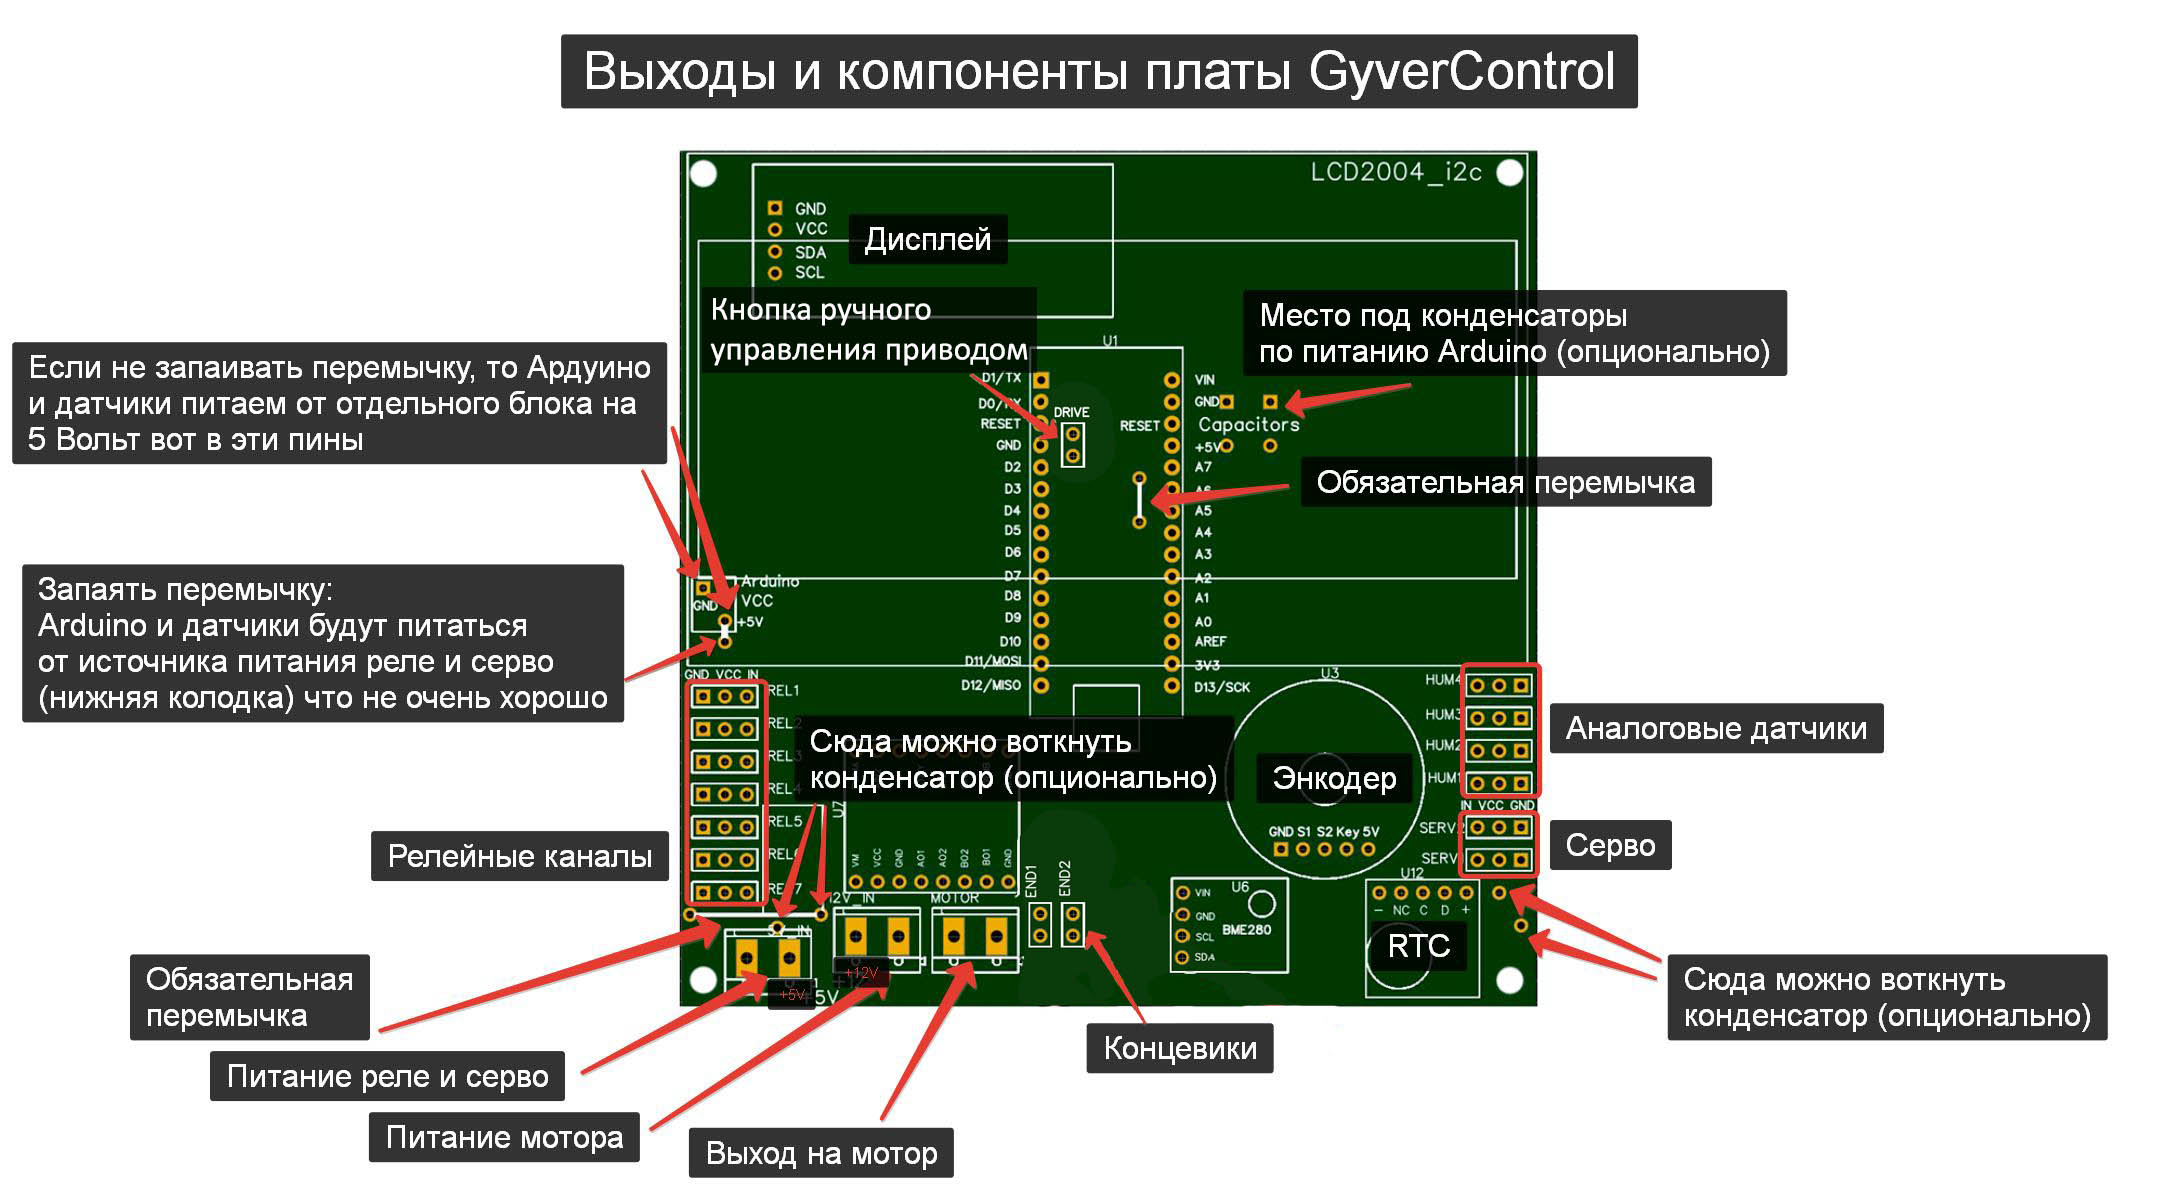 Выходы и компоненты платы GyverControl
LCD2004_i2c
GND
VCC
SDA
SCL
Дисплей
Кнопка ручного
управления приводом
Место под конденсаторы
по питанию Arduino (опционально)
Если не запаивать перемычку, то Ардуино
и датчики питаем от отдельного блока на
5 Вольт вот в эти пины
U1
D1/TX
D0/RX
RESET
GND
D2
D3
D4
D5
D6
D7
D8
D9
D10
D11/MOSI
D12/MISO
DRIVE
RESET
VIN
GND
Capacitors
+5V
A7
A6
A5
A4
A3
A2
A1
A0
AREF
3V3
D13/SCK
Обязательная перемычка
Запаять перемычку:
Arduino и датчики будут питаться
от источника питания реле и серво
(нижняя колодка) что не очень хорошо
Arduino
VCC
GND
+5V
GND VCC IN
REL1
REL2
REL3
REL4
REL5
REL6
REL7
Релейные каналы
Сюда можно воткнуть
конденсатор (опционально)
U7
VM
VCC
GND
AO1
AO2
BO2
BO1
GND
U3
Энкодер
GND S1 S2 Key 5V
HUM4
HUM3
HUM2
HUM1
Аналоговые датчики
IN VCC GND
SERV2
SERV1
Серво
12V_IN
MOTOR
END1
END2
5V_IN
+12V
+12
+5V
+5V
U6
VIN
GND
SCL
SDA
BME280
U12
– NC C D +
RTC
Обязательная
перемычка
Питание реле и серво
Питание мотора
Выход на мотор
Концевики
Сюда можно воткнуть
конденсатор (опционально)